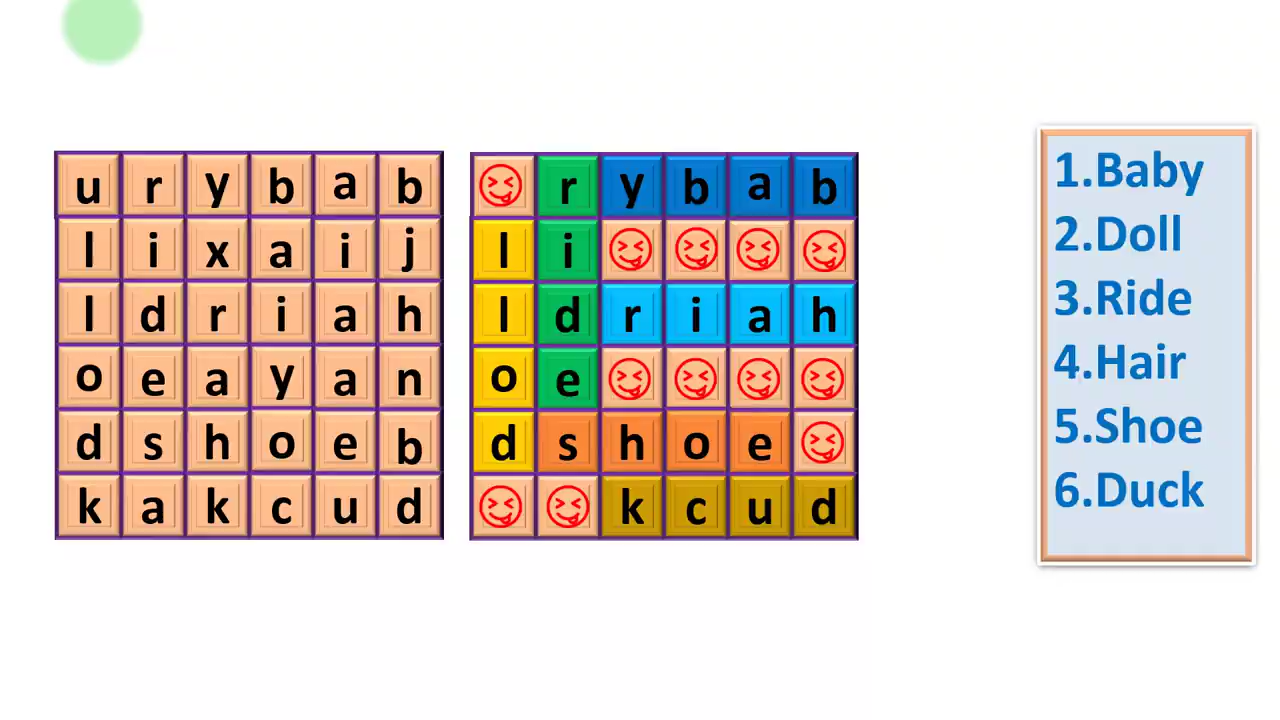 u r y b a b
l i x a i j
l d r i a h
o e a y a n
d s h o e b
k a k c u d
r y b a b
l i
l d r i a h
o e
d s h o e
k c u d
1.Baby
2.Doll
3.Ride
4.Hair
5.Shoe
6.Duck